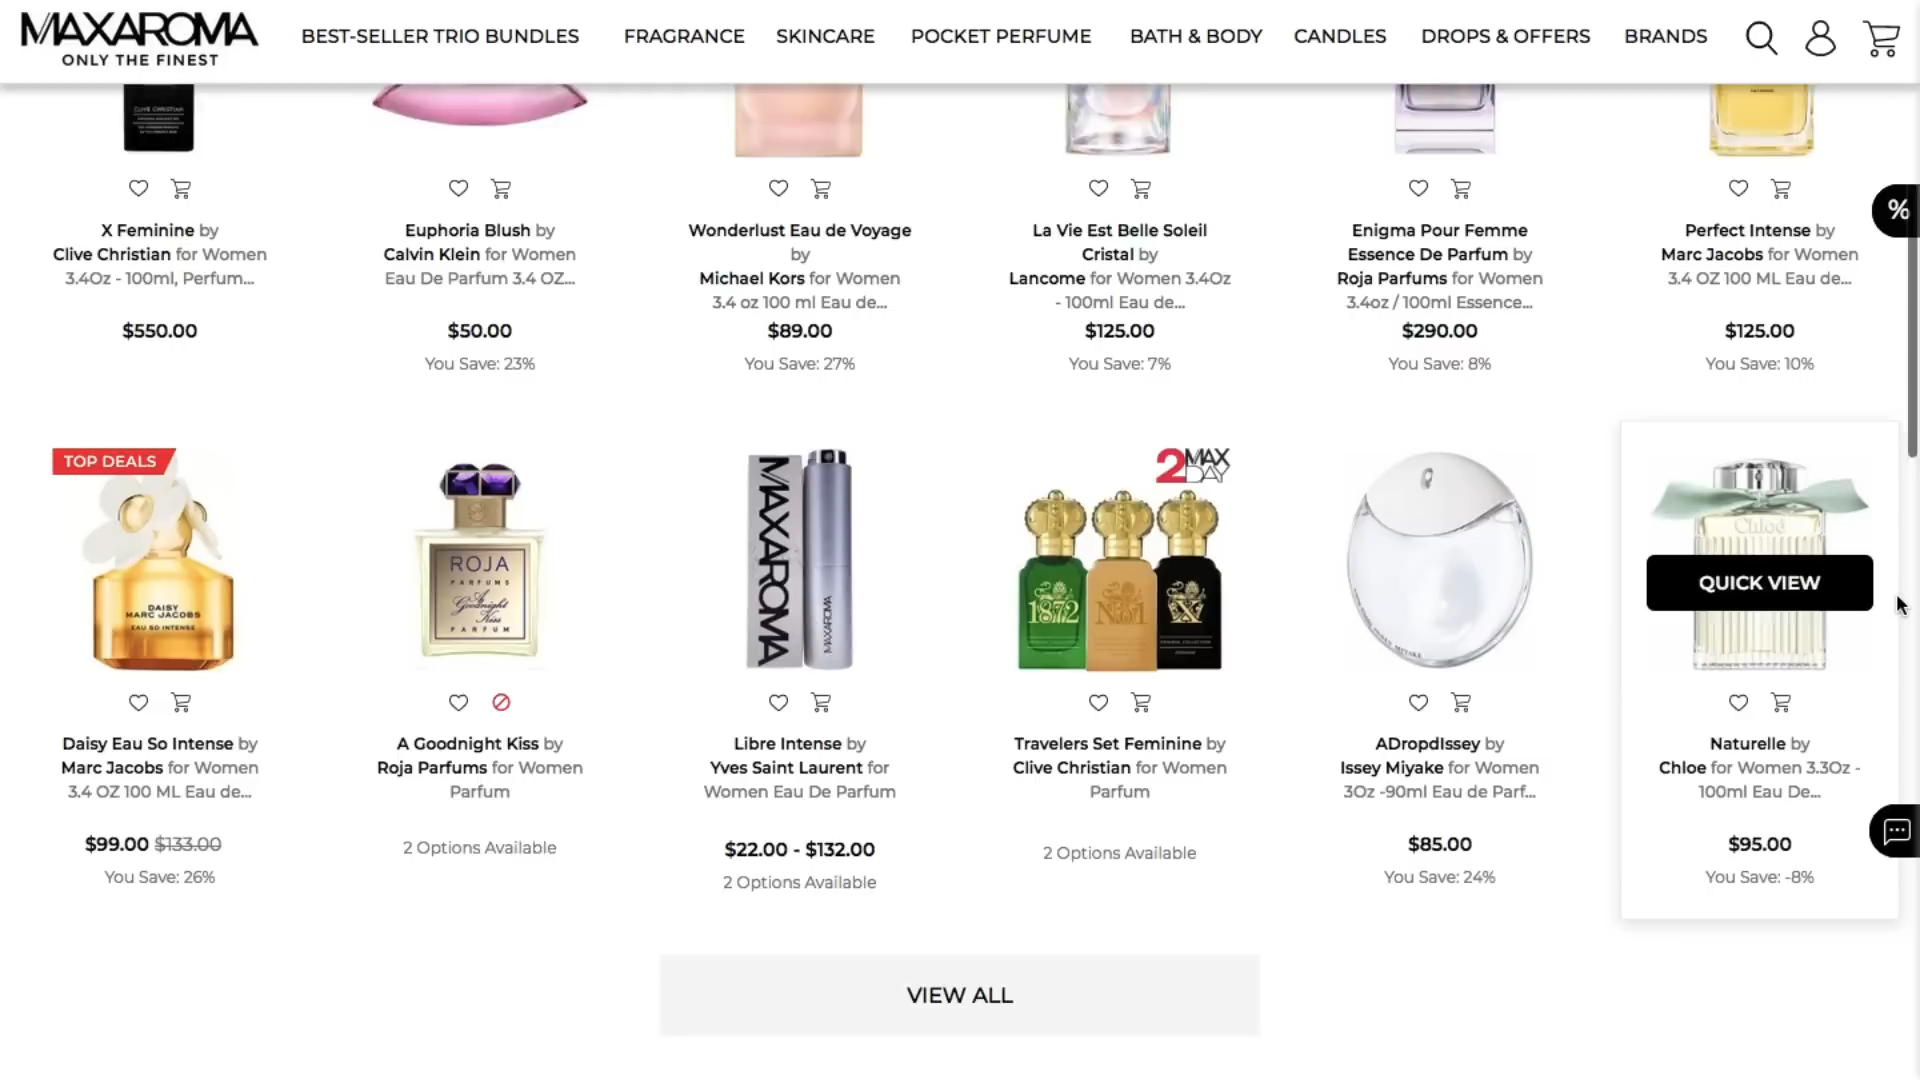 MAXAROMA
ONLY THE FINEST
BEST-SELLER TRIO BUNDLES
FRAGRANCE
SKINCARE
POCKET PERFUME
BATH & BODY
CANDLES
DROPS & OFFERS
BRANDS
CLIVE CHRISTIAN
%
X Feminine by
Clive Christian for Women
3.4Oz - 100ml, Perfum...
$550.00
Euphoria Blush by
Calvin Klein for Women
Eau De Parfum 3.4 OZ...
$50.00
You Save: 23%
Wonderlust Eau de Voyage
by
Michael Kors for Women
3.4 oz 100 ml Eau de...
$89.00
You Save: 27%
La Vie Est Belle Soleil
Cristal by
Lancome for Women 3.4Oz
- 100ml Eau de...
$125.00
You Save: 7%
Enigma Pour Femme
Essence De Parfum by
Roja Parfums for Women
3.4oz / 100ml Essence...
$290.00
You Save: 8%
Perfect Intense by
Marc Jacobs for Women
3.4 OZ 100 ML Eau de...
$125.00
You Save: 10%
TOP DEALS
DAISY
MARC JACOBS
EAU SO INTENSE
Daisy Eau So Intense by
Marc Jacobs for Women
3.4 OZ 100 ML Eau de...
$99.00 $133.00
You Save: 26%
ROJA
PARFUMS
A
Goodnight
Kiss
PARFUM
A Goodnight Kiss by
Roja Parfums for Women
Parfum
2 Options Available
MAXAROMA
MAXAROMA
Libre Intense by
Yves Saint Laurent for
Women Eau De Parfum
$22.00 - $132.00
2 Options Available
2 MAX
DAY
1872
No1
X
Travelers Set Feminine by
Clive Christian for Women
Parfum
2 Options Available
ADropdIssey by
Issey Miyake for Women
3Oz -90ml Eau de Parf...
$85.00
You Save: 24%
Chloé
QUICK VIEW
Naturelle by
Chloe for Women 3.3Oz -
100ml Eau De...
$95.00
You Save: -8%
VIEW ALL